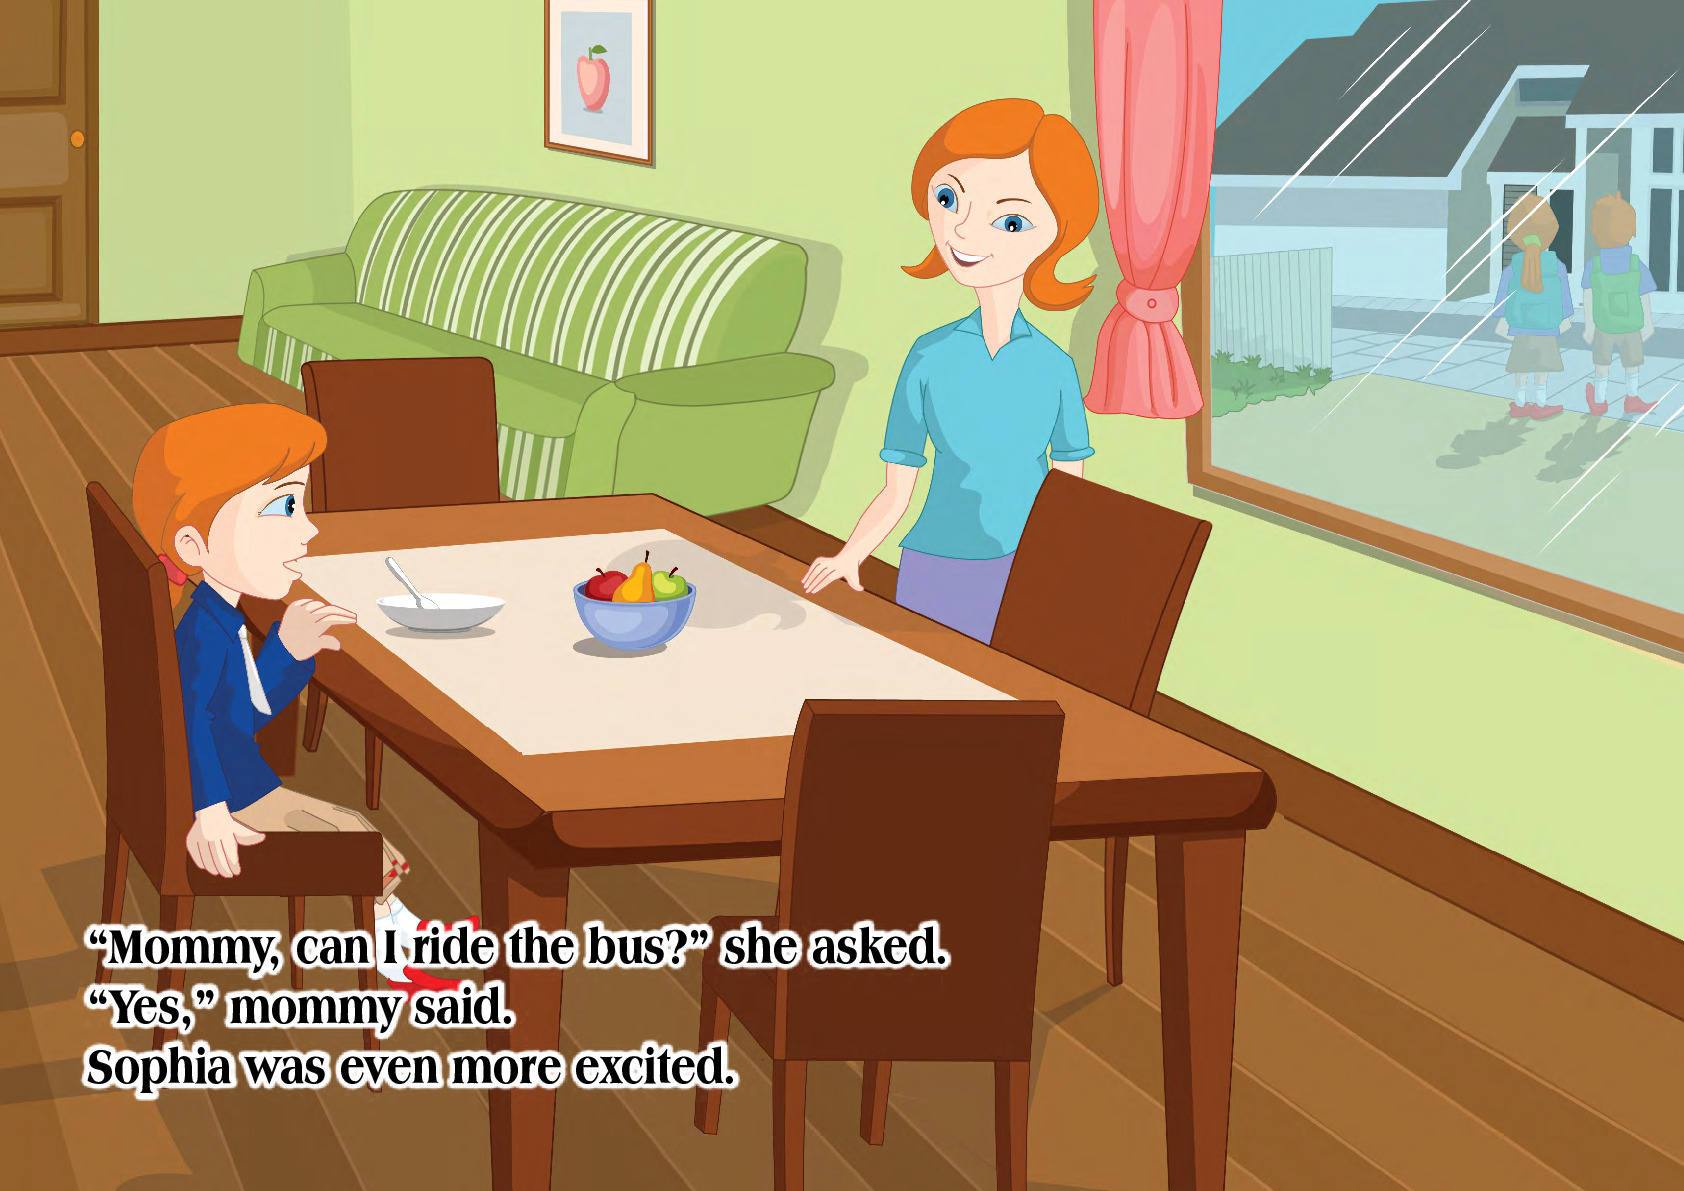 “Mommy, can I ride the bus?” she asked.
“Yes,” mommy said.
Sophia was even more excited.